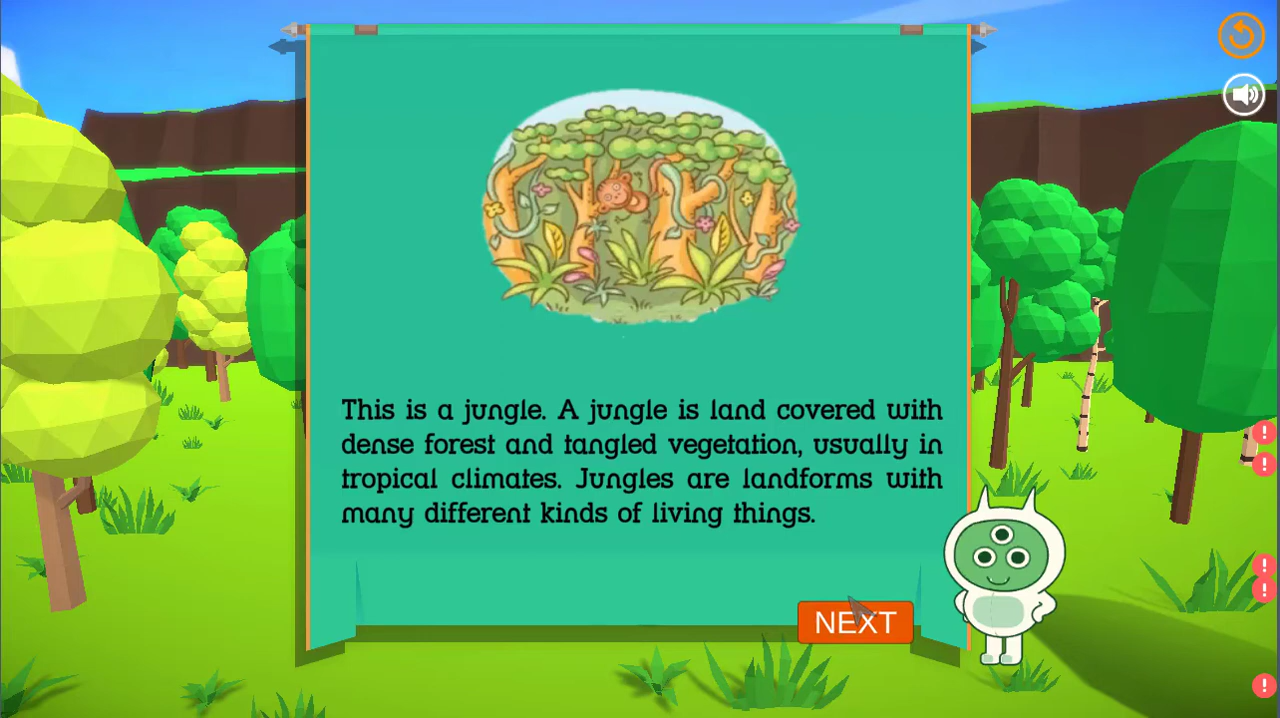 This is a jungle. A jungle is land covered with
dense forest and tangled vegetation, usually in
tropical climates. Jungles are landforms with
many different kinds of living things.
NEXT
!
!
!
!
!